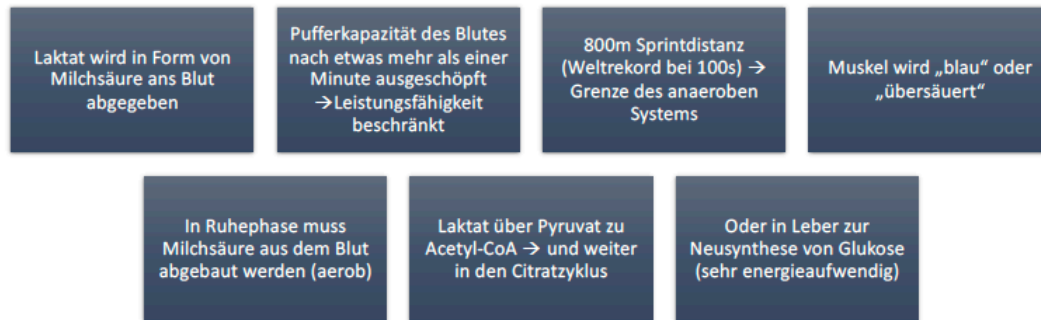 Laktat wird in Form von
Milchsäure ans Blut
abgegeben
Pufferkapazität des Blutes
nach etwas mehr als einer
Minute ausgeschöpft
→Leistungsfähigkeit
beschränkt
800m Sprintdistanz
(Weltrekord bei 100s) →
Grenze des anaeroben
Systems
Muskel wird „blau“ oder
„übersäuert“
In Ruhephase muss
Milchsäure aus dem Blut
abgebaut werden (aerob)
Laktat über Pyruvat zu
Acetyl-CoA → und weiter
in den Citratzyklus
Oder in Leber zur
Neusynthese von Glukose
(sehr energieaufwendig)